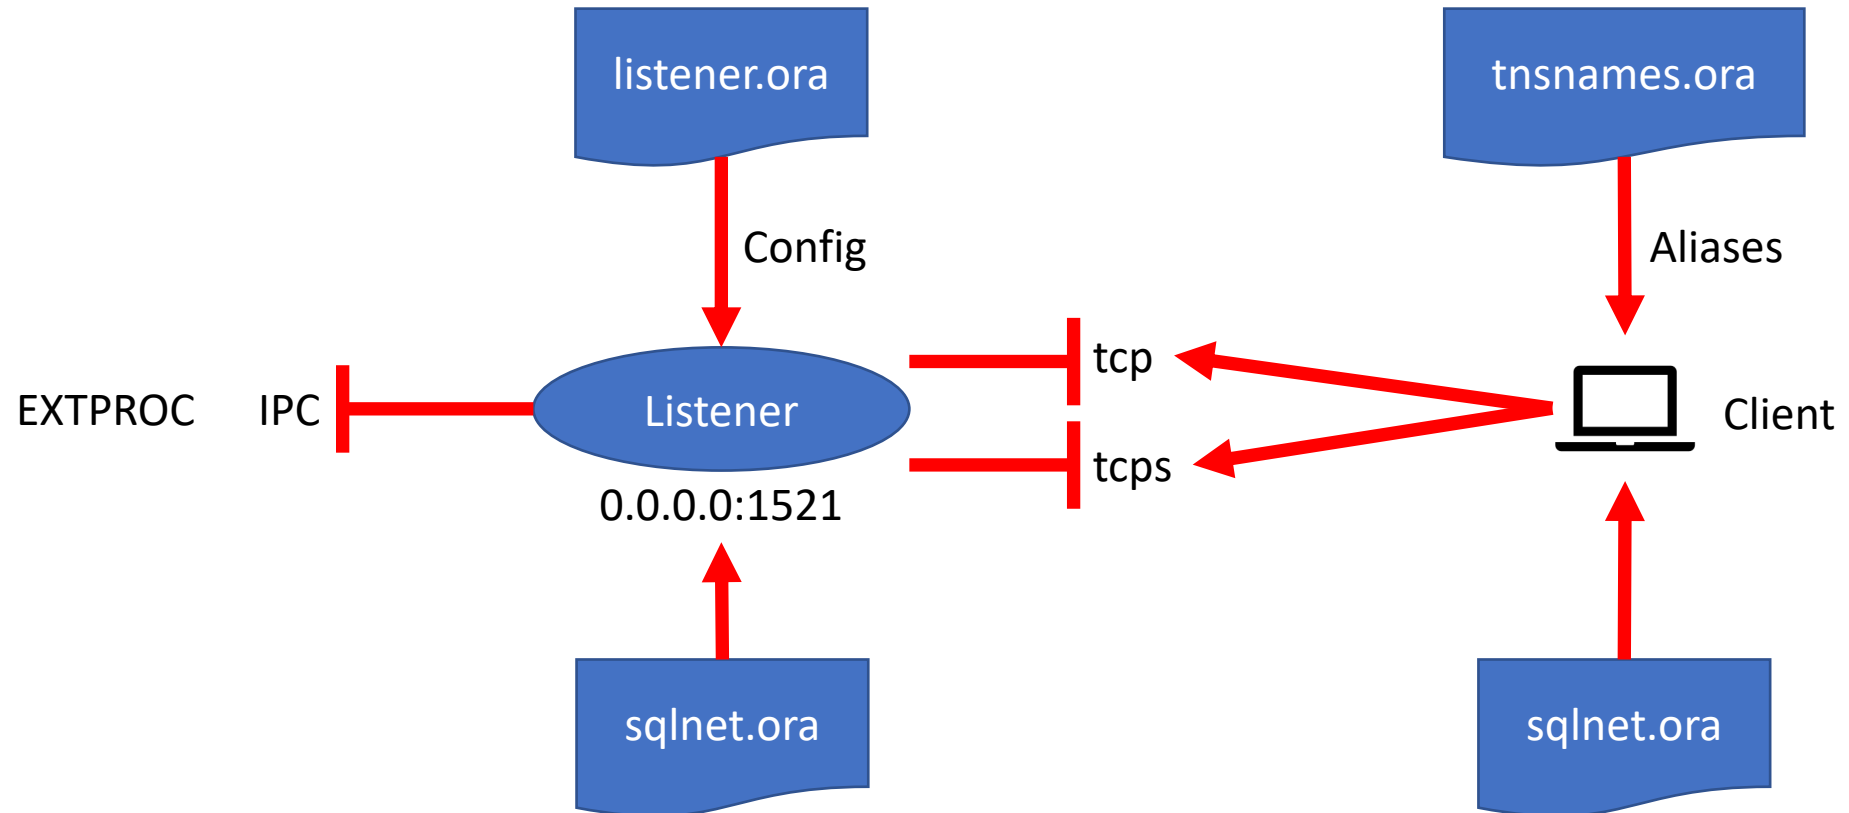 listener.ora
tnsnames.ora
Config
Aliases
tcp
EXTPROC
IPC
Listener
Client
tcps
0.0.0.0:1521
sqlnet.ora
sqlnet.ora